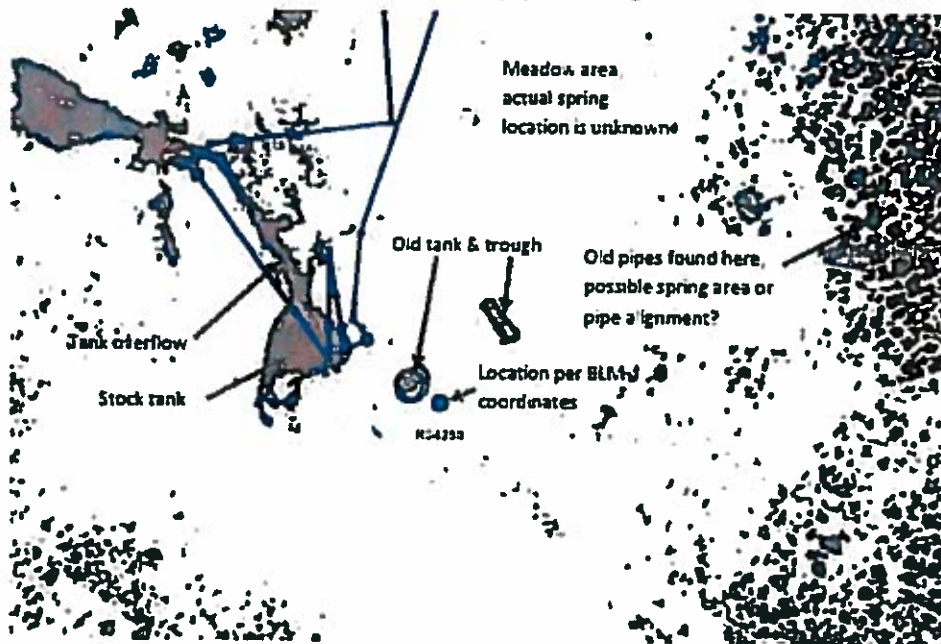 Meadow area
actual spring
location is unknowne
Old tank & trough
Old pipes found here,
possible spring area or
pipe alignment?
Tank overflow
Stock tank
Location per BLM
coordinates